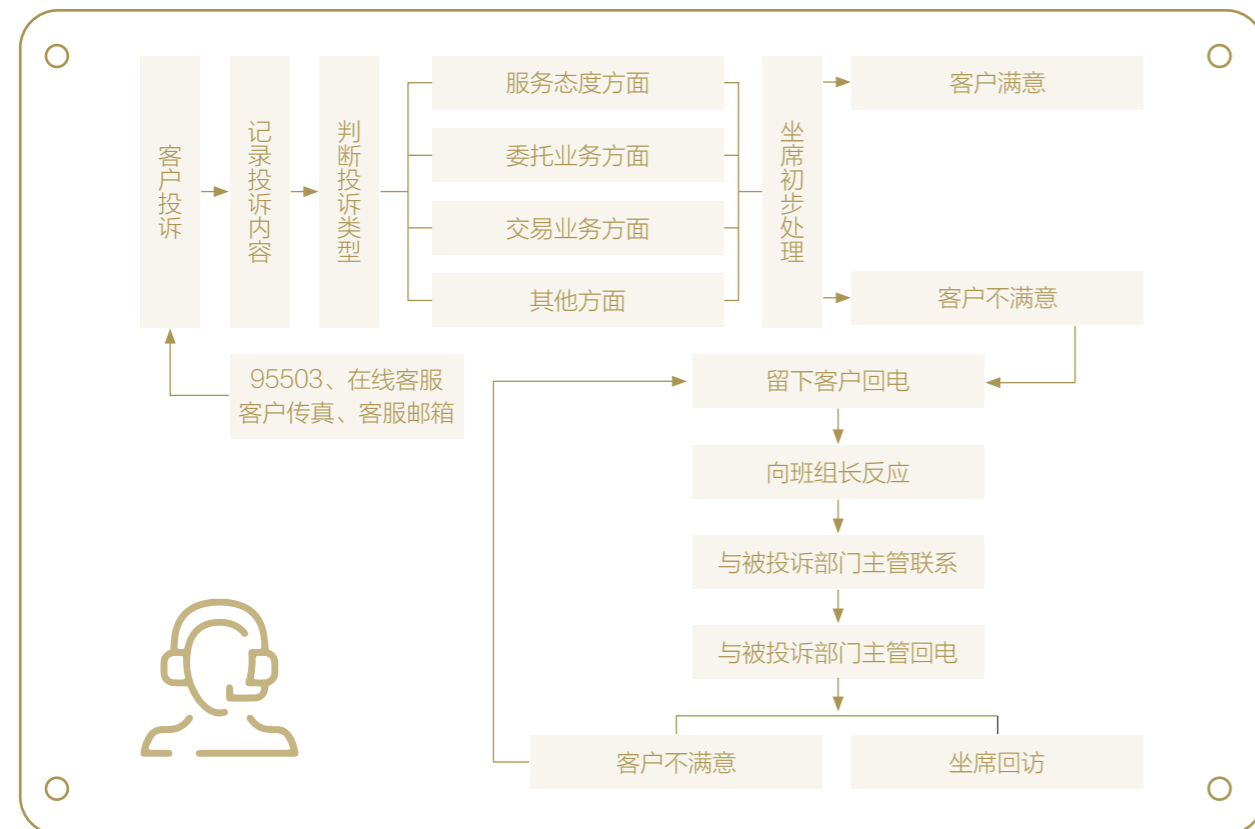 客户投诉
记录投诉内容
判断投诉类型
服务态度方面
委托业务方面
交易业务方面
其他方面
坐席初步处理
客户满意
客户不满意
95503、在线客服
客户传真、客服邮箱
留下客户回电
向班组长反应
与被投诉部门主管联系
与被投诉部门主管回电
客户不满意
坐席回访